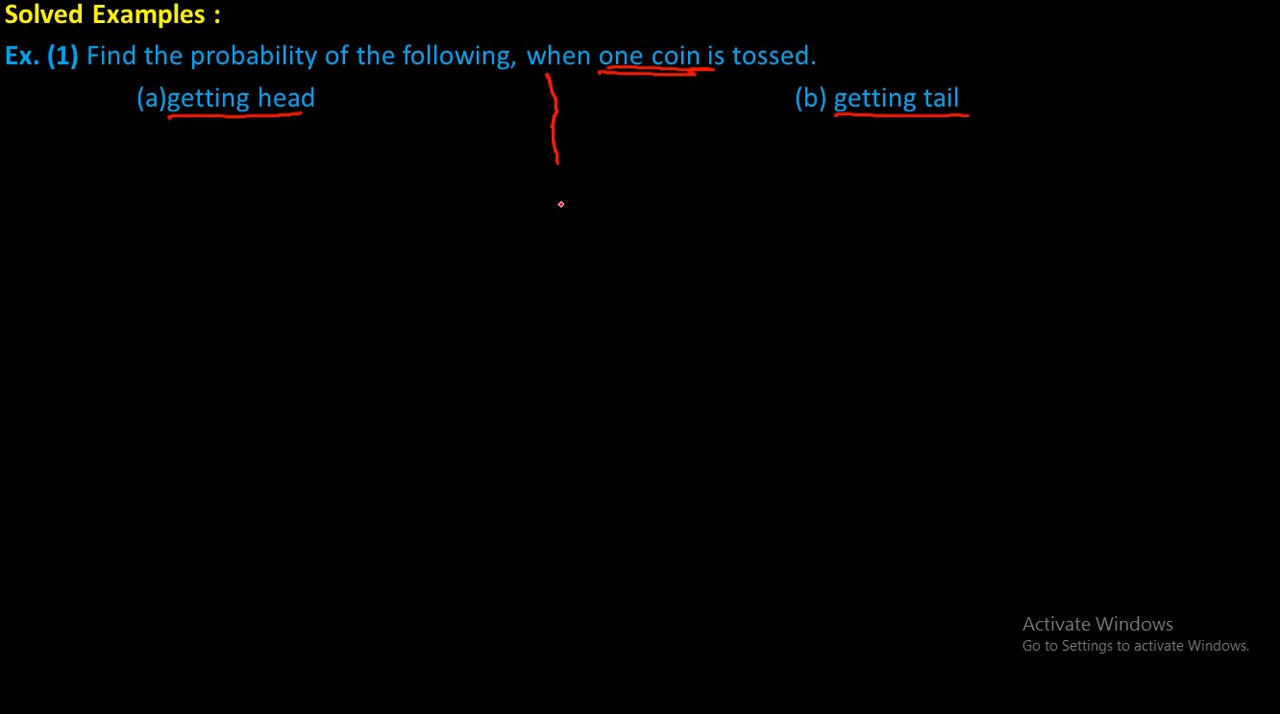 Solved Examples :
Ex. (1) Find the probability of the following, when one coin is tossed.
(a)getting head (b) getting tail
Activate Windows
Go to Settings to activate Windows.